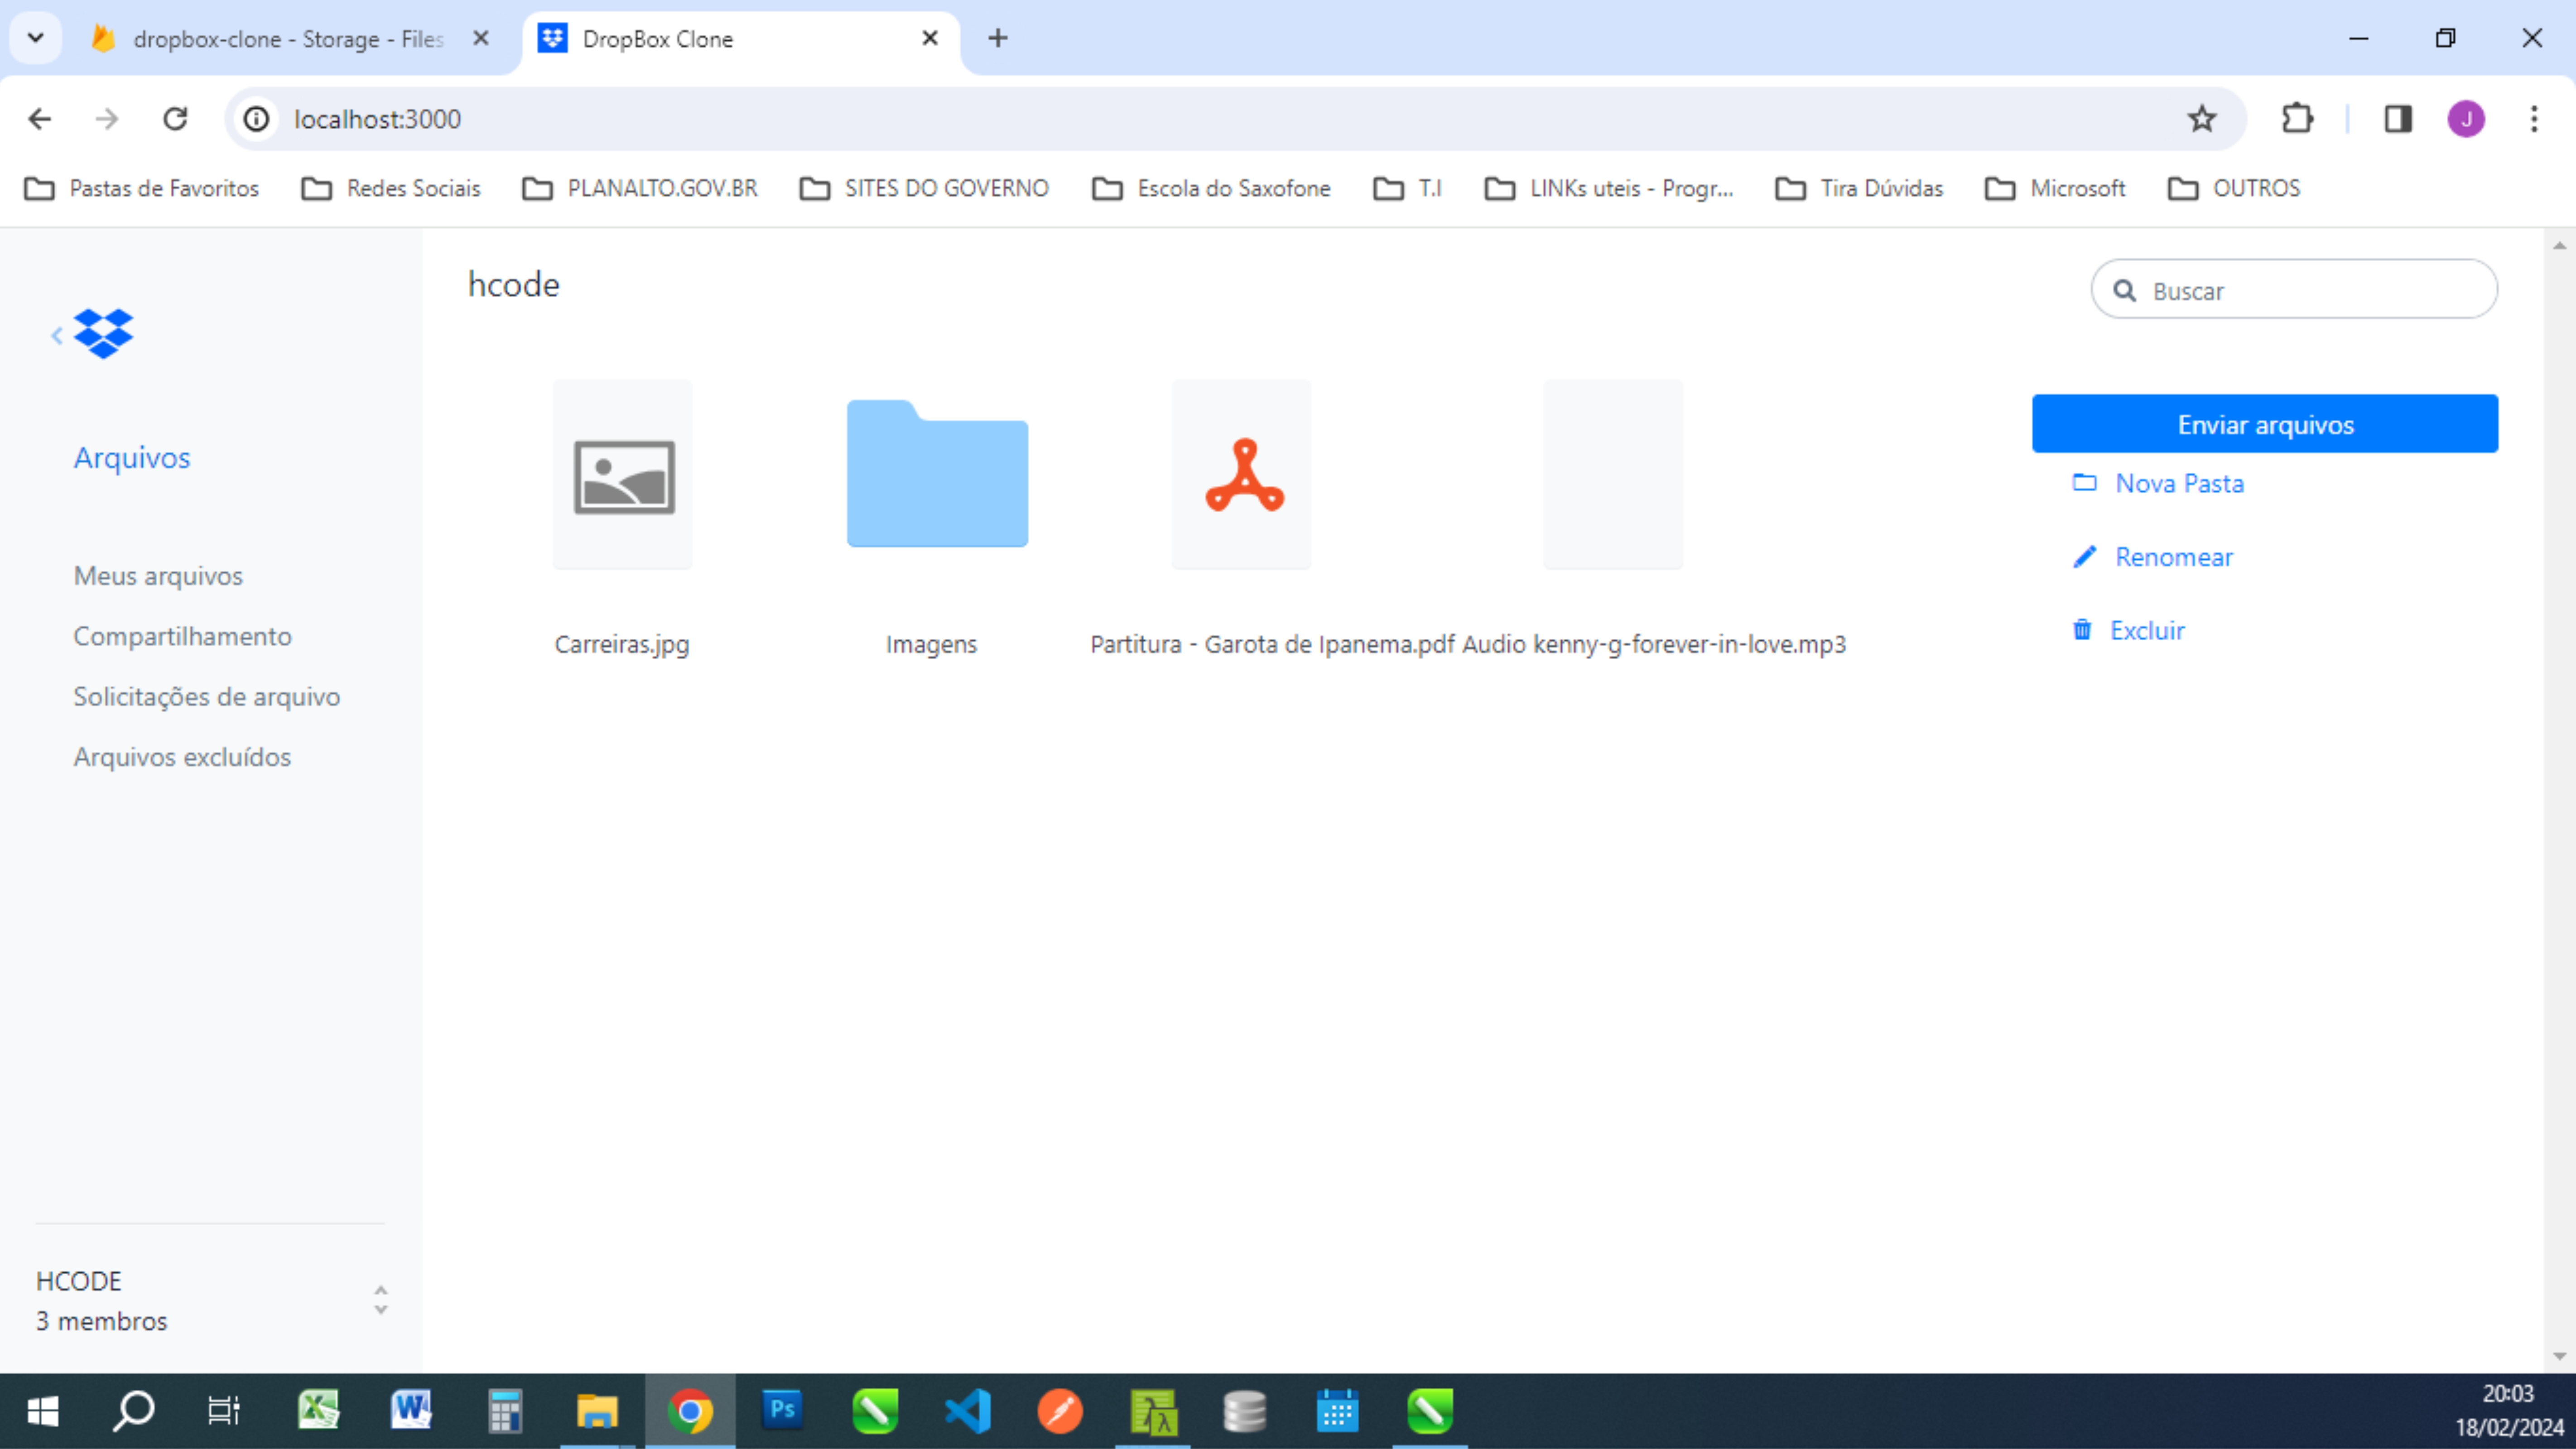 dropbox-clone - Storage - Files
DropBox Clone
localhost:3000
J
Pastas de Favoritos
Redes Sociais
PLANALTO.GOV.BR
SITES DO GOVERNO
Escola do Saxofone
T.I
LINKs uteis - Progr...
Tira Dúvidas
Microsoft
OUTROS
hcode
Buscar
Arquivos
Meus arquivos
Compartilhamento
Solicitações de arquivo
Arquivos excluídos
Carreiras.jpg
Imagens
Partitura - Garota de Ipanema.pdf
Audio kenny-g-forever-in-love.mp3
Enviar arquivos
Nova Pasta
Renomear
Excluir
HCODE
3 membros
Ps
20:03
18/02/2024